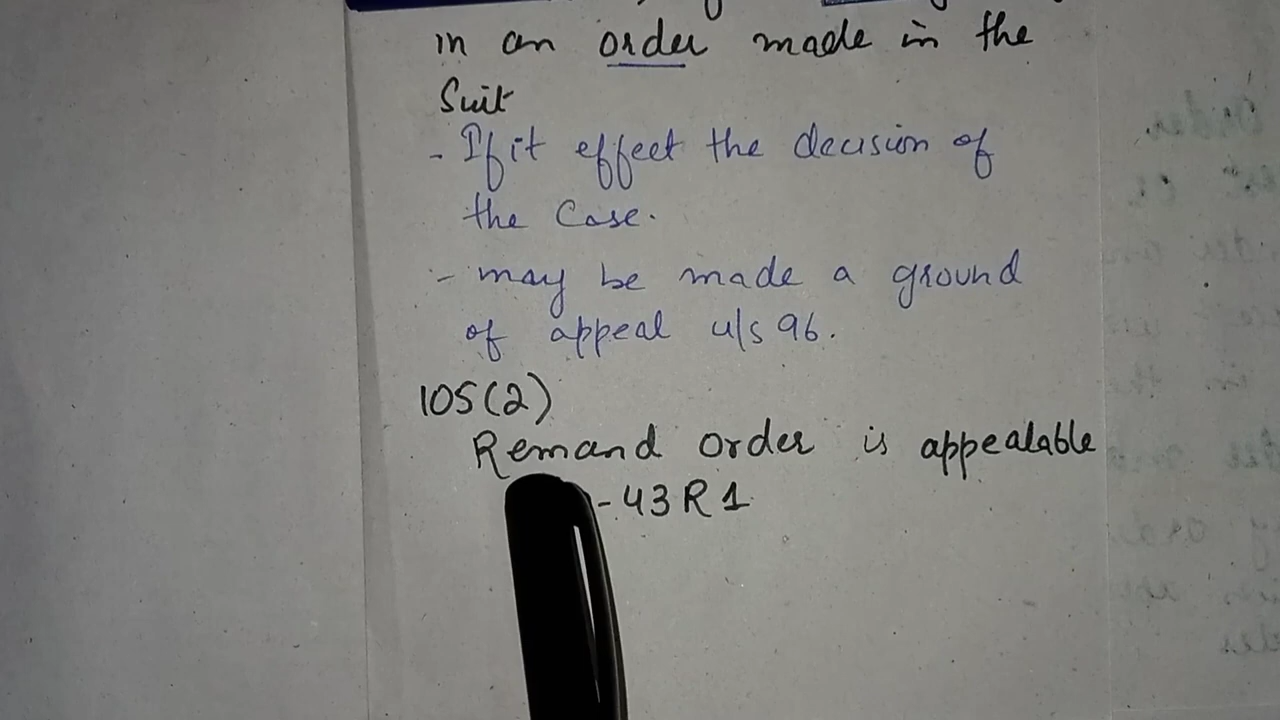 in an order made in the
Suit
- If it effect the decision of
the Case.
- may be made a ground
of appeal u/s 96.
105(2)
Remand order is appealable
- 43 R 1